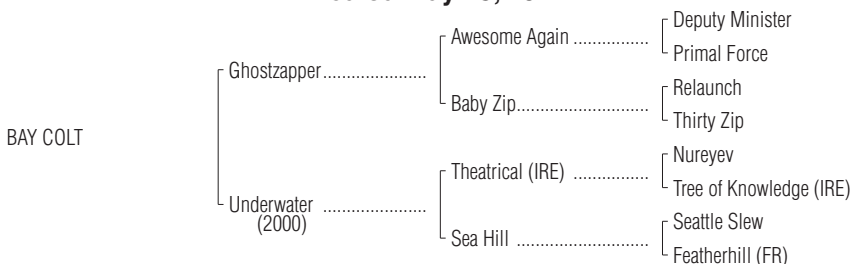 Deputy Minister
Awesome Again ................
Primal Force
Ghostzapper......................
Relaunch
Baby Zip............................
Thirty Zip
BAY COLT
Nureyev
Theatrical (IRE) ................
Tree of Knowledge (IRE)
Underwater ......................
(2000)
Seattle Slew
Sea Hill ............................
Featherhill (FR)